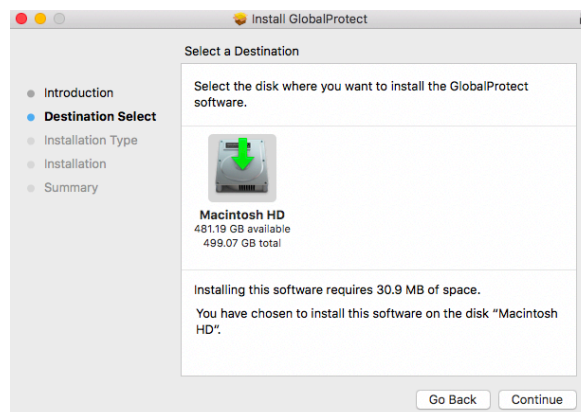 Install GlobalProtect
Select a Destination
Introduction
Destination Select
Installation Type
Installation
Summary
Select the disk where you want to install the GlobalProtect
software.
Macintosh HD
481.19 GB available
499.07 GB total
Installing this software requires 30.9 MB of space.
You have chosen to install this software on the disk “Macintosh
HD”.
Go Back
Continue